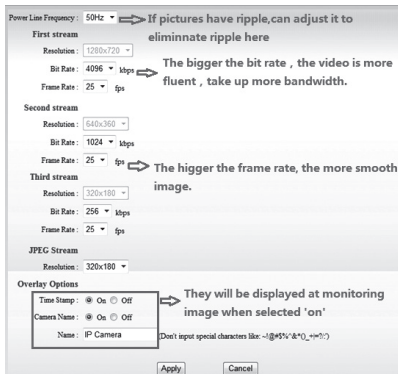 Power Line Frequency : 50Hz If pictures have ripple,can adjust it to
eliminnate ripple here
First stream
Resolution : 1280x720
Bit Rate : 4096 kbps The bigger the bit rate , the video is more
fluent , take up more bandwidth.
Frame Rate : 25 fps
Second stream
Resolution : 640x360
Bit Rate : 1024 kbps
Frame Rate : 25 fps The higger the frame rate, the more smooth
image.
Third stream
Resolution : 320x180
Bit Rate : 256 kbps
Frame Rate : 25 fps
JPEG Stream
Resolution : 320x180
Overlay Options
Time Stamp : On Off They will be displayed at monitoring
image when selected 'on'
Camera Name : On Off
Name : IP Camera (Don't input special characters like: ~!@#$%^&*()_+|=?:')
Apply Cancel